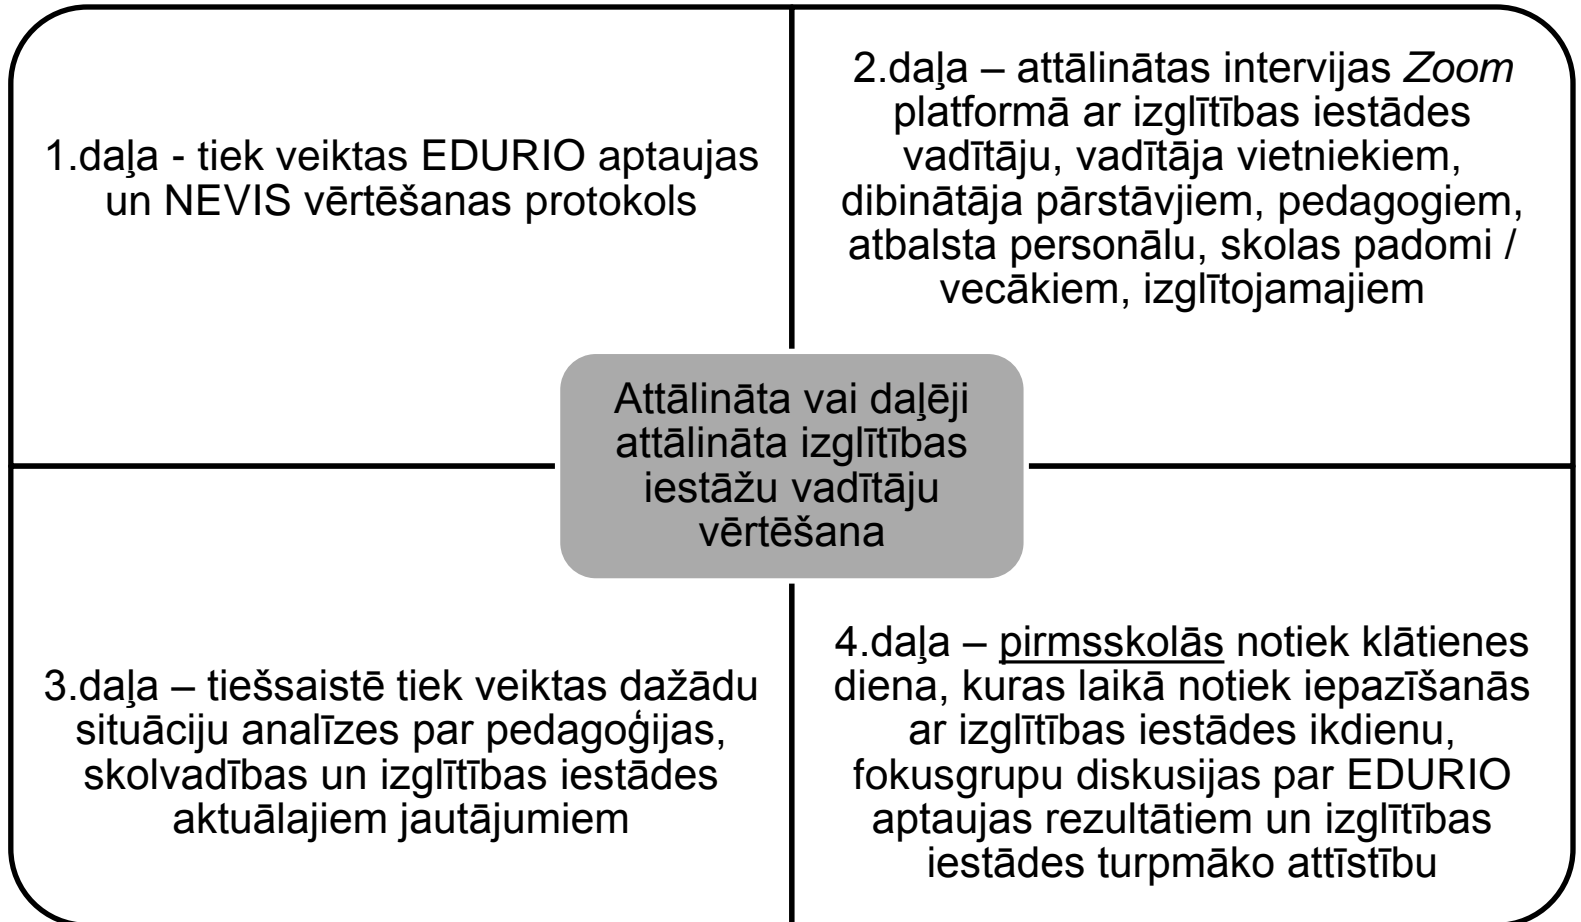 1.daļa - tiek veiktas EDURIO aptaujas
un NEVIS vērtēšanas protokols
2.daļa – attālinātas intervijas Zoom
platformā ar izglītības iestādes
vadītāju, vadītāja vietniekiem,
dibinātāja pārstāvjiem, pedagogiem,
atbalsta personālu, skolas padomi /
vecākiem, izglītojamajiem
Attālināta vai daļēji
attālināta izglītības
iestāžu vadītāju
vērtēšana
3.daļa – tiešsaistē tiek veiktas dažādu
situāciju analīzes par pedagoģijas,
skolvadības un izglītības iestādes
aktuālajiem jautājumiem
4.daļa – pirmsskolās notiek klātienes
diena, kuras laikā notiek iepazīšanās
ar izglītības iestādes ikdienu,
fokusgrupu diskusijas par EDURIO
aptaujas rezultātiem un izglītības
iestādes turpmāko attīstību